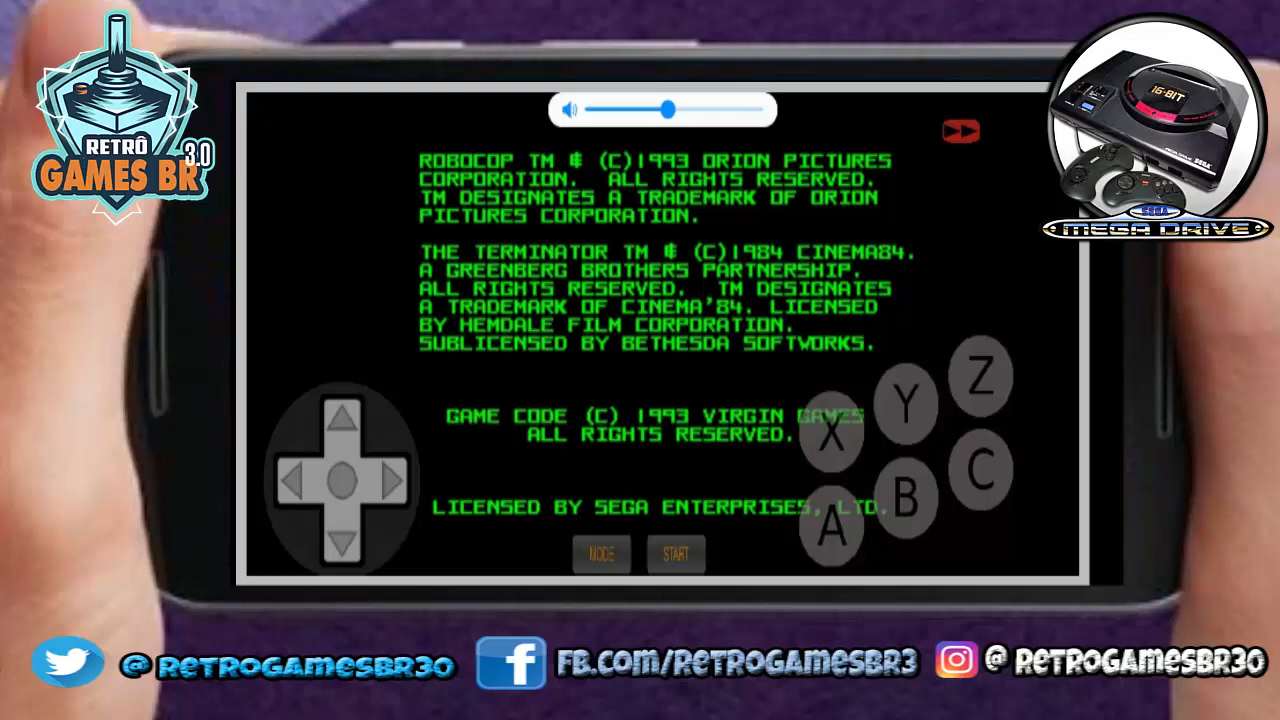 RETRÔ
GAMES BR
3.0
16-BIT
SEGA
SEGA
MEGA DRIVE
ROBOCOP TM & (C)1993 ORION PICTURES
CORPORATION. ALL RIGHTS RESERVED.
TM DESIGNATES A TRADEMARK OF ORION
PICTURES CORPORATION.
THE TERMINATOR TM & (C)1984 CINEMA84.
A GREENBERG BROTHERS PARTNERSHIP.
ALL RIGHTS RESERVED. TM DESIGNATES
A TRADEMARK OF CINEMA'84. LICENSED
BY HEMDALE FILM CORPORATION.
SUBLICENSED BY BETHESDA SOFTWORKS.
GAME CODE (C) 1993 VIRGIN GAMES
ALL RIGHTS RESERVED.
LICENSED BY SEGA ENTERPRISES, LTD.
X Y Z
A B C
MODE START
@ RETROGAMESBR30
FB.COM/RETROGAMESBR3
@ RETROGAMESBR30